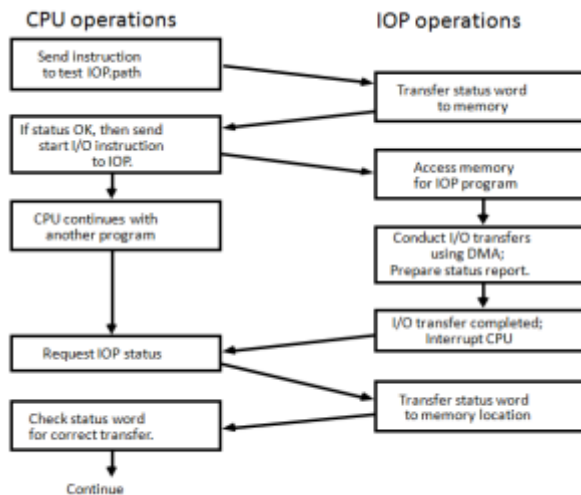 CPU operations
IOP operations
Send instruction
to test IOP.path
Transfer status word
to memory
If status OK, then send
start I/O instruction
to IOP.
Access memory
for IOP program
CPU continues with
another program
Conduct I/O transfers
using DMA;
Prepare status report.
I/O transfer completed;
Interrupt CPU
Request IOP status
Transfer status word
to memory location
Check status word
for correct transfer.
Continue